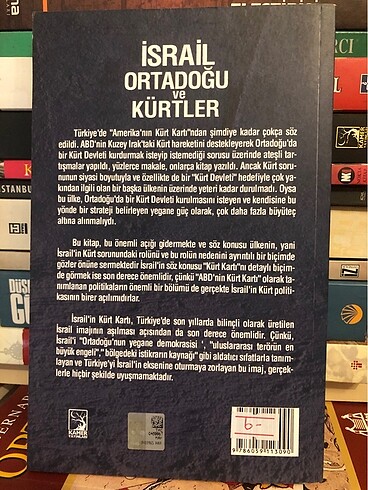 ELEŞTİRİ
İSRAİL
ORTADOĞU
ve
KÜRTLER
Türkiye'de "Amerika'nın Kürt Kartı"ndan şimdiye kadar çokça söz
edildi. ABD'nin Kuzey Irak'taki Kürt hareketini destekleyerek Ortadoğu'da
bir Kürt Devleti kurdurmak isteyip istemediği sorusu üzerinde ateşli tar-
tışmalar yapıldı, yüzlerce makale, onlarca kitap yazıldı. Ancak Kürt soru-
nunun siyasi boyutuyla ve özellikle de bir "Kürt Devleti" hedefiyle çok ya-
kından ilgili olan bir başka ülkenin üzerinde yeteri kadar durulmadı. Oysa
bu ülke, Ortadoğu'da bir Kürt Devleti kurulmasını isteyen ve kendisine bu
yönde bir strateji belirleyen yegane güç olarak, çok daha fazla büyüteç
altına alınmalıydı.
Bu kitap, bu önemli açığı gidermekte ve söz konusu ülkenin, yani
İsrail'in Kürt sorunundaki rolünü ve bu rolün nedenini ayrıntılı bir biçimde
gözler önüne sermektedir İsrail'in söz konusu "Kürt Kartı"nı detaylı biçim-
de görmek ise son derece önemlidir, çünkü "ABD'nin Kürt Kartı" olarak ta-
nımlanan politikaların önemli bir bölümü de gerçekte İsrail'in Kürt politi-
kasının birer açılımıdırlar.
İsrail'in Kürt Kartı, Türkiye'de son yıllarda bilinçli olarak üretilen
İsrail imajının aşılması açısından da son derece önemlidir. Çünkü,
İsrail'i "Ortadoğu'nun yegane demokrasisi ', "uluslararası terörün en
büyük engeli"," bölgedeki istikrarın kaynağı" gibi aldatıcı sıfatlarla tanım-
layan ve Türkiye'yi İsrail'in eksenine oturmaya zorlayan bu imaj, gerçek-
lerle hiçbir şekilde uyuşmamaktadır.
KAMER
YAYINLARI
6-
9 786059 113090